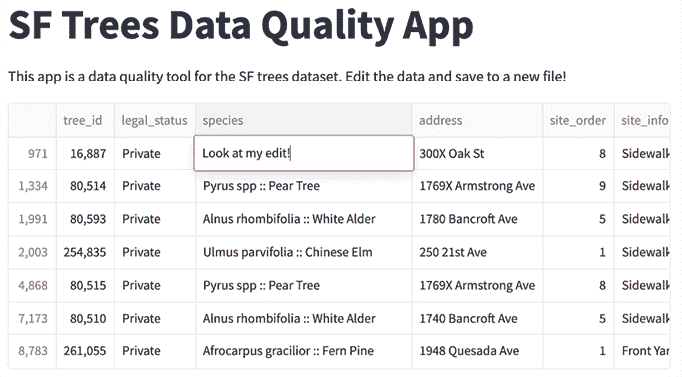 SF Trees Data Quality App
This app is a data quality tool for the SF trees dataset. Edit the data and save to a new file!
tree_id legal_status species address site_order site_info
971 16,887 Private Look at my edit! 300X Oak St 8 Sidewalk
1,334 80,514 Private Pyrus spp :: Pear Tree 1769X Armstrong Ave 9 Sidewalk
1,991 80,593 Private Alnus rhombifolia :: White Alder 1780 Bancroft Ave 5 Sidewalk
2,003 254,835 Private Ulmus parvifolia :: Chinese Elm 250 21st Ave 1 Sidewalk
4,868 80,515 Private Pyrus spp :: Pear Tree 1769X Armstrong Ave 8 Sidewalk
7,173 80,510 Private Alnus rhombifolia :: White Alder 1740 Bancroft Ave 5 Sidewalk
8,783 261,055 Private Afrocarpus gracilior :: Fern Pine 1948 Quesada Ave 1 Front Yar